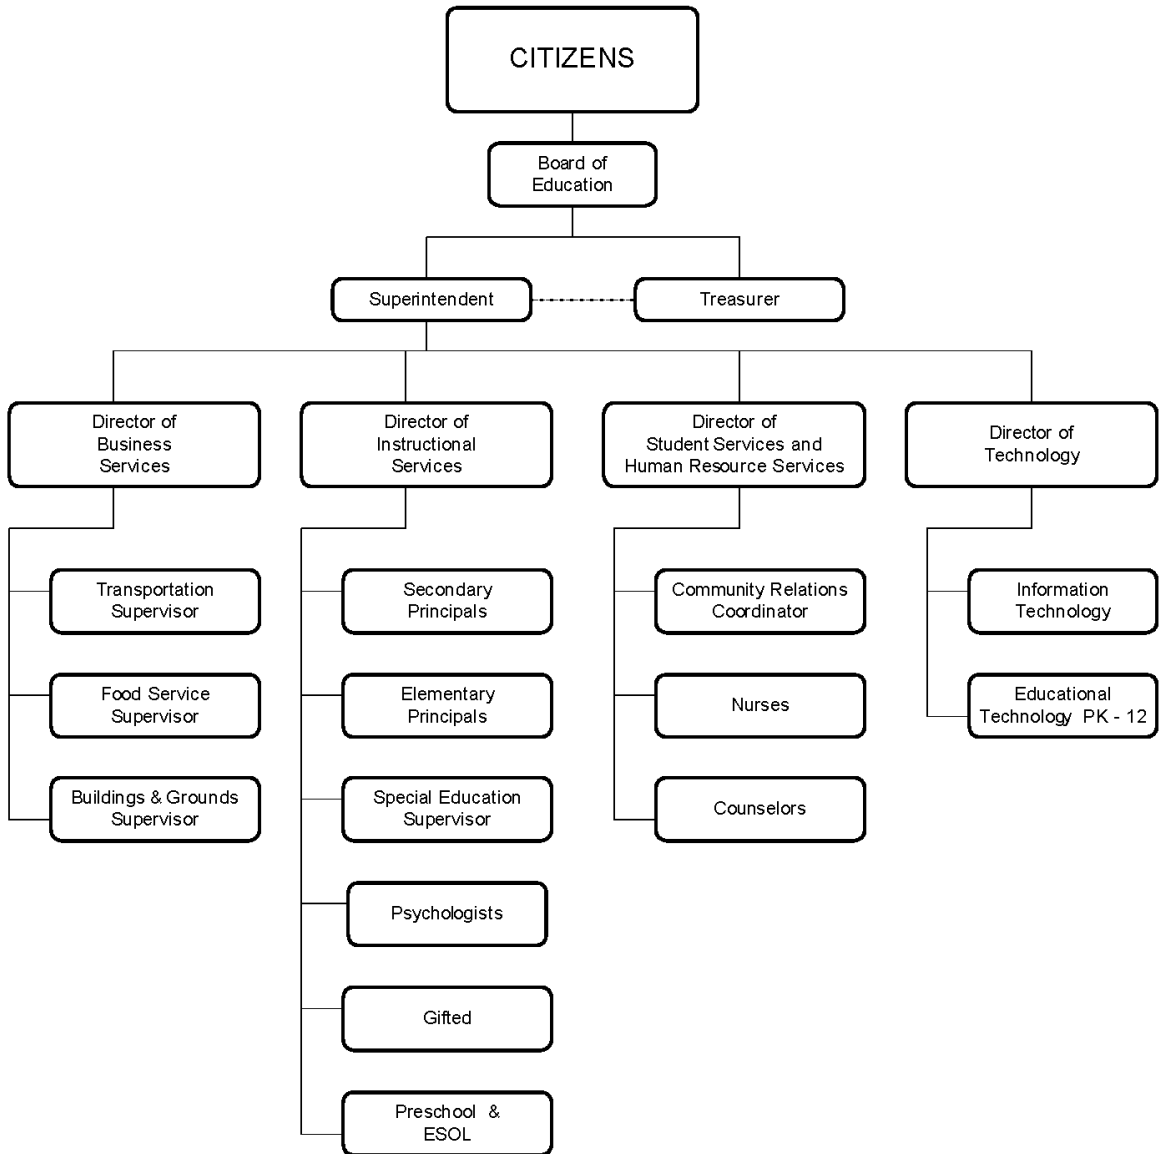 CITIZENS
Board of
Education
Superintendent
Treasurer
Director of
Business
Services
Director of
Instructional
Services
Director of
Student Services and
Human Resource Services
Director of
Technology
Transportation
Supervisor
Secondary
Principals
Community Relations
Coordinator
Information
Technology
Food Service
Supervisor
Elementary
Principals
Nurses
Educational
Technology PK - 12
Buildings & Grounds
Supervisor
Special Education
Supervisor
Counselors
Psychologists
Gifted
Preschool &
ESOL